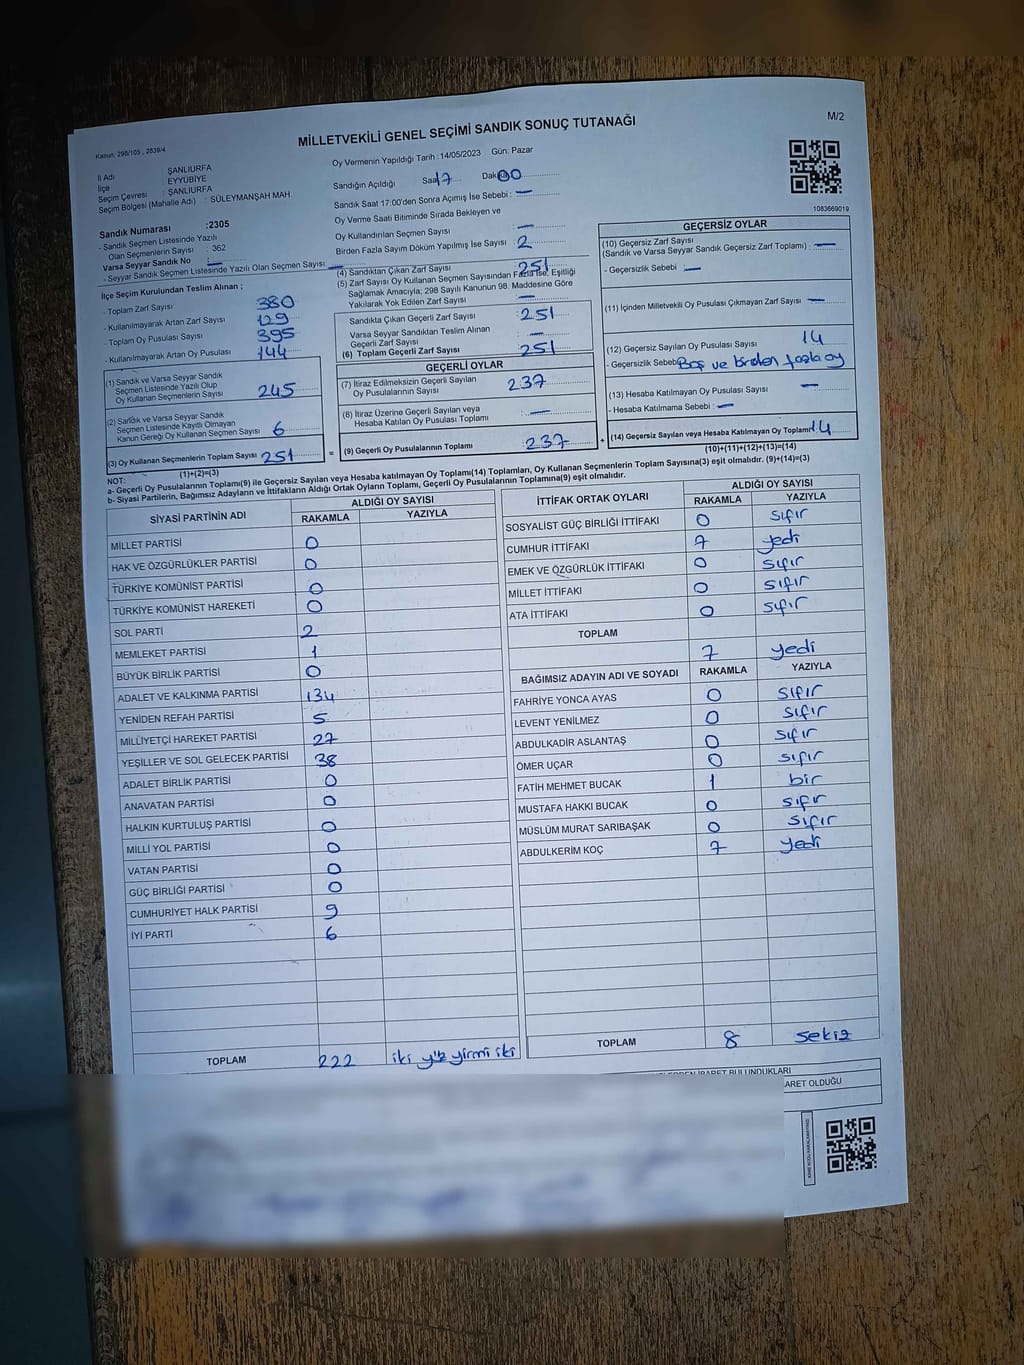 MİLLETVEKİLİ GENEL SEÇİMİ SANDIK SONUÇ TUTANAĞI
M/2
Kanun, 298/105 , 2839/4
İl Adı ŞANLIURFA
İlçe EYYÜBİYE
Seçim Çevresi : ŞANLIURFA
Seçim Bölgesi (Mahalle Adı) : SÜLEYMANŞAH MAH.
Oy Vermenin Yapıldığı Tarih :14/05/2023 Gün: Pazar
Sandığın Açıldığı Saat 17 Dakika 00
Sandık Saat 17:00'den Sonra Açımış İse Sebebi : —
Oy Verme Saati Bitiminde Sırada Bekleyen ve
Oy Kullandırılan Seçmen Sayısı : —
Birden Fazla Sayım Döküm Yapılmış İse Sayısı : 2
1083669019
Sandık Numarası :2305
- Sandık Seçmen Listesinde Yazılı
Olan Seçmenlerin Sayısı : 362
Varsa Seyyar Sandık No : —
- Seyyar Sandık Seçmen Listesinde Yazılı Olan Seçmen Sayısı : —
İlçe Seçim Kurulundan Teslim Alınan ;
- Toplam Zarf Sayısı 380
- Kullanılmayarak Artan Zarf Sayısı 129
- Toplam Oy Pusulası Sayısı 395
- Kullanılmayarak Artan Oy Pusulası 144
(1) Sandık ve Varsa Seyyar Sandık
Seçmen Listesinde Yazılı Olup
Oy Kullanan Seçmenlerin Sayısı 245
(2) Sandık ve Varsa Seyyar Sandık
Seçmen Listesinde Kayıtlı Olmayan
Kanun Gereği Oy Kullanan Seçmen Sayısı 6
(3) Oy Kullanan Seçmenlerin Toplam Sayısı 251
(1)+(2)=(3)
(4) Sandıktan Çıkan Zarf Sayısı 251
(5) Zarf Sayısı Oy Kullanan Seçmen Sayısından Fazla İse, Eşitliği
Sağlamak Amacıyla; 298 Sayılı Kanunun 98. Maddesine Göre
Yakılarak Yok Edilen Zarf Sayısı : —
Sandıkta Çıkan Geçerli Zarf Sayısı : 251
Varsa Seyyar Sandıktan Teslim Alınan
Geçerli Zarf Sayısı : —
(6) Toplam Geçerli Zarf Sayısı : 251
GEÇERLİ OYLAR
(7) İtiraz Edilmeksizin Geçerli Sayılan
Oy Pusulalarının Sayısı : 237
(8) İtiraz Üzerine Geçerli Sayılan veya
Hesaba Katılan Oy Pusulası Toplamı : —
= (9) Geçerli Oy Pusulalarının Toplamı : 237 +
GEÇERSİZ OYLAR
(10) Geçersiz Zarf Sayısı
(Sandık ve Varsa Seyyar Sandık Geçersiz Zarf Toplamı) : —
- Geçersizlik Sebebi : —
(11) İçinden Milletvekili Oy Pusulası Çıkmayan Zarf Sayısı : —
(12) Geçersiz Sayılan Oy Pusulası Sayısı : 14
- Geçersizlik Sebebi : Boş ve birden fazla oy
(13) Hesaba Katılmayan Oy Pusulası Sayısı : —
- Hesaba Katılmama Sebebi : —
(14) Geçersiz Sayılan veya Hesaba Katılmayan Oy Toplamı : 14
(10)+(11)+(12)+(13)=(14)
NOT:
a- Geçerli Oy Pusulalarının Toplamı(9) ile Geçersiz Sayılan veya Hesaba katılmayan Oy Toplamı(14) Toplamları, Oy Kullanan Seçmenlerin Toplam Sayısına(3) eşit olmalıdır. (9)+(14)=(3)
b- Siyasi Partilerin, Bağımsız Adayların ve İttifakların Aldığı Ortak Oyların Toplamı, Geçerli Oy Pusulalarının Toplamına(9) eşit olmalıdır.
SİYASİ PARTİNİN ADI ALDIĞI OY SAYISI
RAKAMLA YAZIYLA
MİLLET PARTİSİ 0
HAK VE ÖZGÜRLÜKLER PARTİSİ 0
TÜRKİYE KOMÜNİST PARTİSİ 0
TÜRKİYE KOMÜNİST HAREKETİ 0
SOL PARTİ 2
MEMLEKET PARTİSİ 1
BÜYÜK BİRLİK PARTİSİ 0
ADALET VE KALKINMA PARTİSİ 134
YENİDEN REFAH PARTİSİ 5
MİLLİYETÇİ HAREKET PARTİSİ 27
YEŞİLLER VE SOL GELECEK PARTİSİ 38
ADALET BİRLİK PARTİSİ 0
ANAVATAN PARTİSİ 0
HALKIN KURTULUŞ PARTİSİ 0
MİLLİ YOL PARTİSİ 0
VATAN PARTİSİ 0
GÜÇ BİRLİĞİ PARTİSİ 0
CUMHURİYET HALK PARTİSİ 9
İYİ PARTİ 6
TOPLAM 222 iki yüz yirmi iki
İTTİFAK ORTAK OYLARI ALDIĞI OY SAYISI
RAKAMLA YAZIYLA
SOSYALİST GÜÇ BİRLİĞİ İTTİFAKI 0 sıfır
CUMHUR İTTİFAKI 7 yedi
EMEK VE ÖZGÜRLÜK İTTİFAKI 0 sıfır
MİLLET İTTİFAKI 0 sıfır
ATA İTTİFAKI 0 sıfır
TOPLAM 7 yedi
BAĞIMSIZ ADAYIN ADI VE SOYADI RAKAMLA YAZIYLA
FAHRİYE YONCA AYAS 0 sıfır
LEVENT YENİLMEZ 0 sıfır
ABDULKADİR ASLANTAŞ 0 sıfır
ÖMER UÇAR 0 sıfır
FATİH MEHMET BUCAK 1 bir
MUSTAFA HAKKI BUCAK 0 sıfır
MÜSLÜM MURAT SARIBAŞAK 0 sıfır
ABDULKERİM KOÇ 7 yedi
TOPLAM 8 sekiz
İBARET BULUNDUKLARI
ARET OLDUĞU